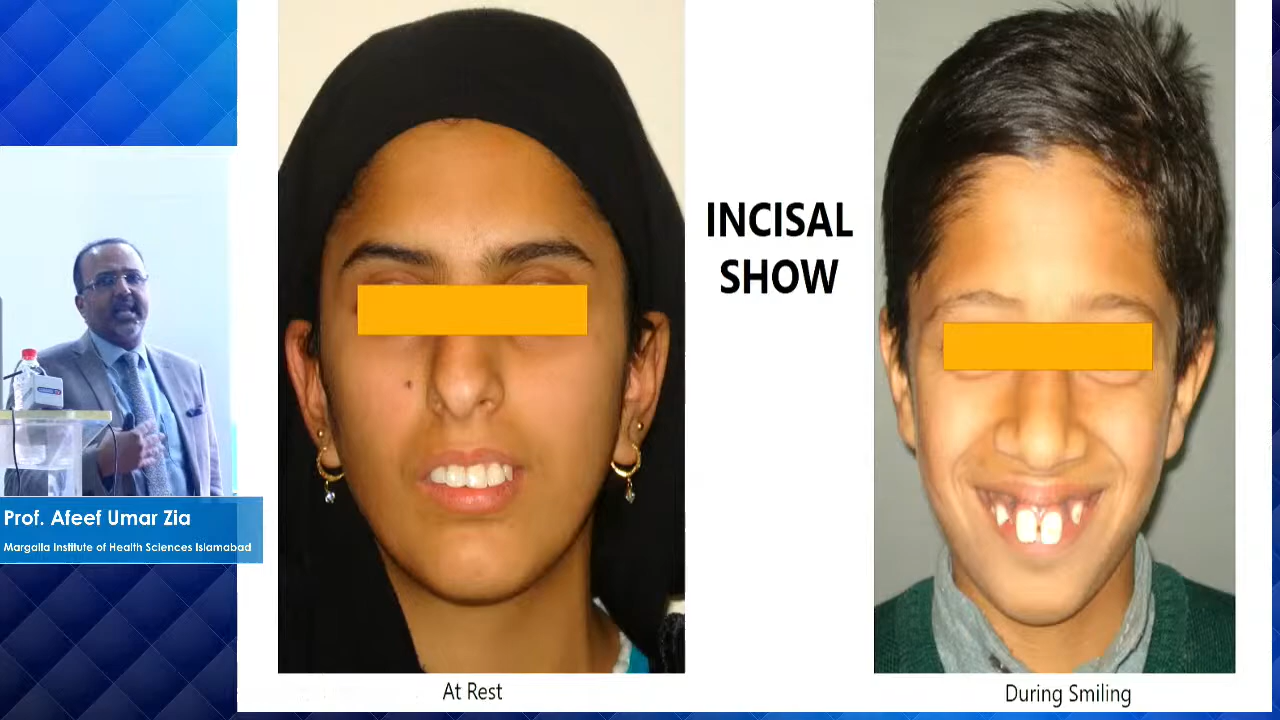 INCISAL
SHOW
Prof. Afeef Umar Zia
Margalla Institute of Health Sciences Islamabad
At Rest
During Smiling